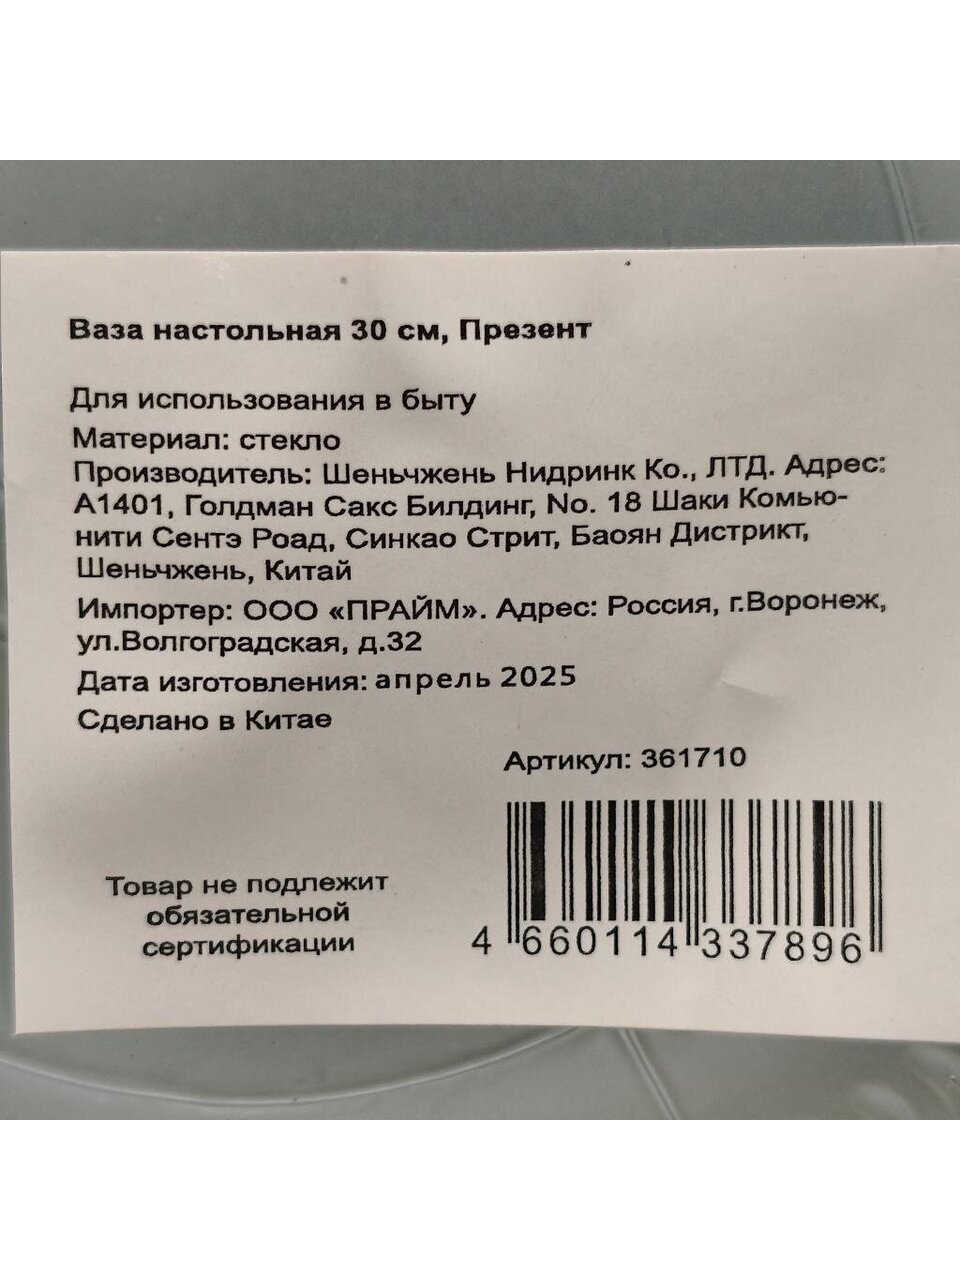 Ваза настольная 30 см, Презент
Для использования в быту
Материал: стекло
Производитель: Шеньчжень Нидринк Ко., ЛТД. Адрес:
А1401, Голдман Сакс Билдинг, No. 18 Шаки Комью-
нити Сентэ Роад, Синкао Стрит, Баоян Дистрикт,
Шеньчжень, Китай
Импортер: ООО «ПРАЙМ». Адрес: Россия, г.Воронеж,
ул.Волгоградская, д.32
Дата изготовления: апрель 2025
Сделано в Китае
Артикул: 361710
Товар не подлежит
обязательной
сертификации
4 660114 337896